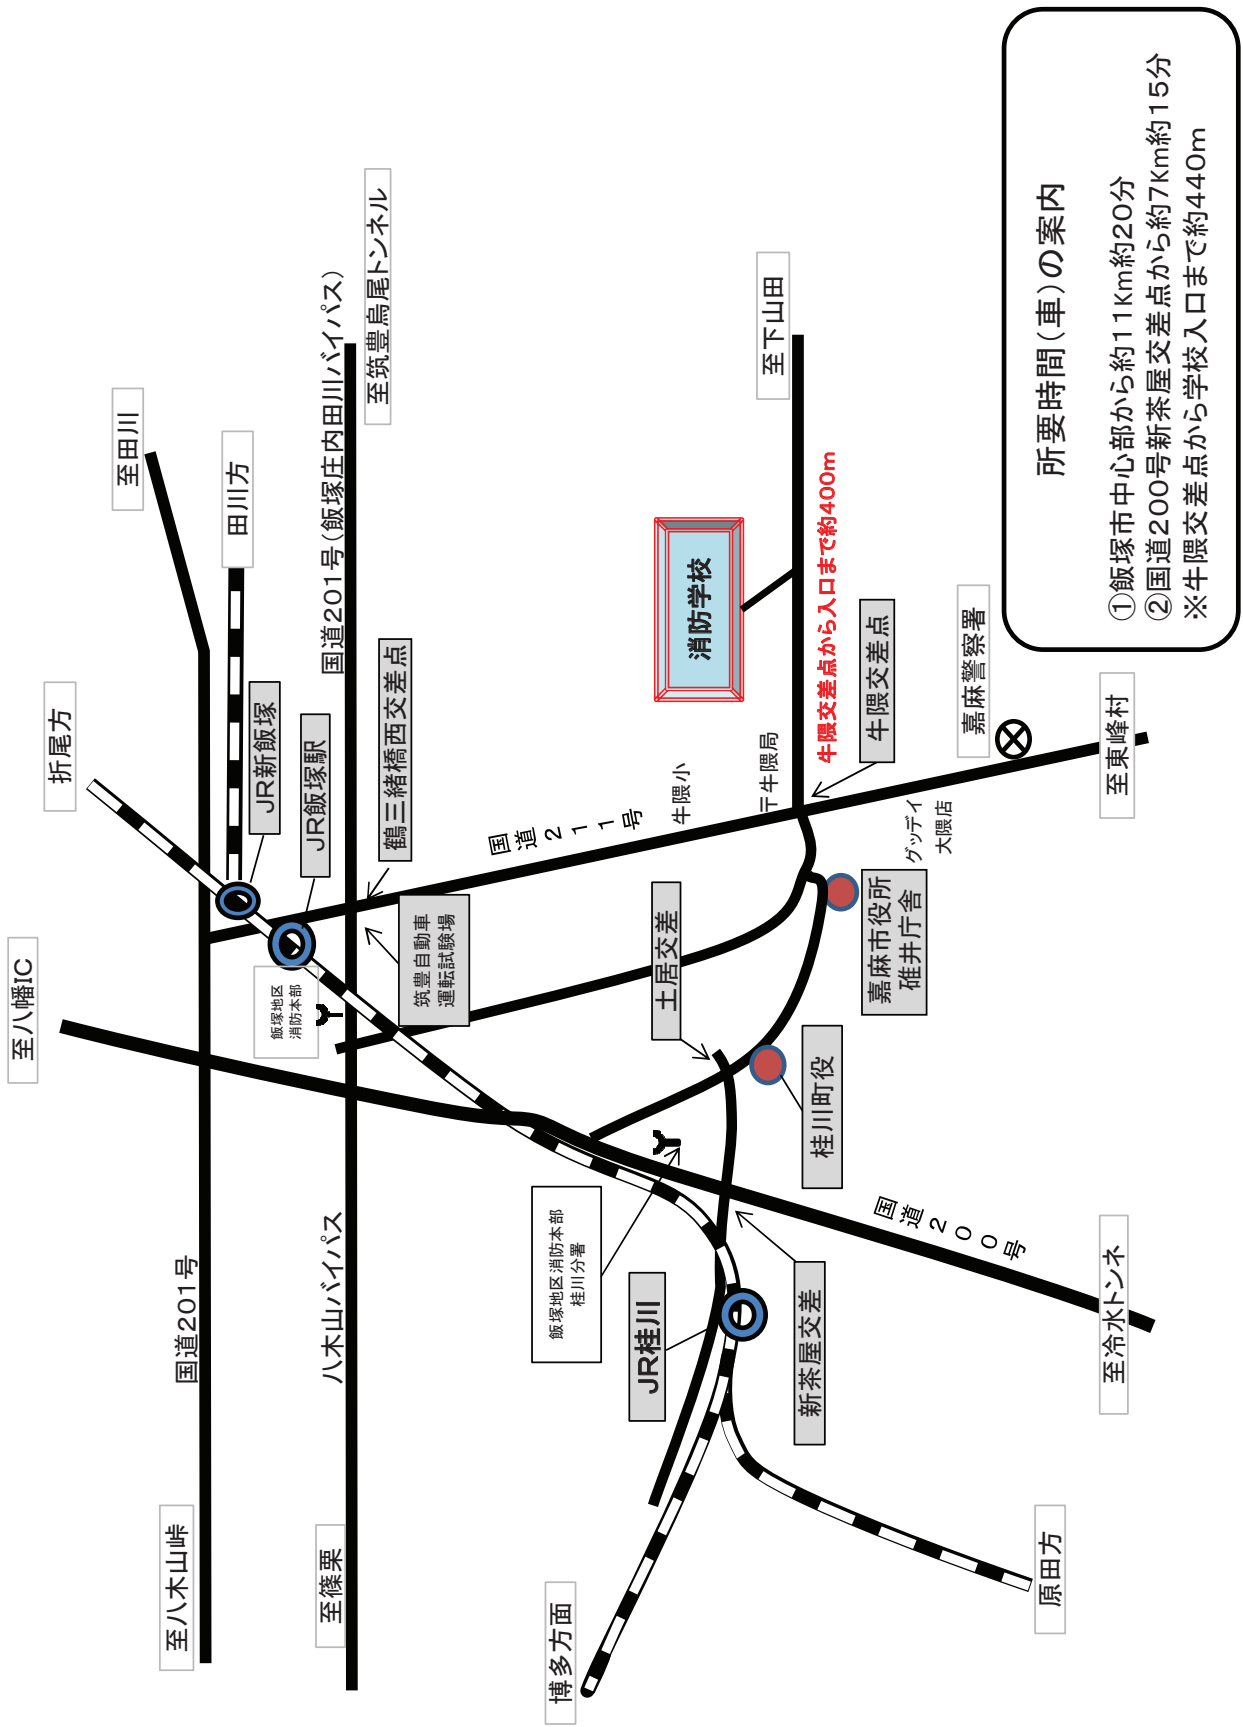 至八幡IC
折尾方
至田川
田川方
国道201号
至八木山峠
JR新飯塚
JR飯塚駅
飯塚地区
消防本部
国道201号(飯塚庄内田川バイパス)
至筑豊烏尾トンネル
八木山バイパス
至篠栗
鶴三緒橋西交差点
筑豊自動車
運転試験場
国道211号
牛隈小
〒牛隈局
消防学校
至下山田
牛隈交差点から入口まで約400m
牛隈交差点
グッデイ
大隈店
嘉麻警察署
至東峰村
土居交差
嘉麻市役所
碓井庁舎
桂川町役
飯塚地区消防本部
桂川分署
JR桂川
新茶屋交差
国道200号
至冷水トンネ
博多方面
原田方
所要時間(車)の案内
①飯塚市中心部から約11Km約20分
②国道200号新茶屋交差点から約7Km約15分
※牛隈交差点から学校入口まで約440m